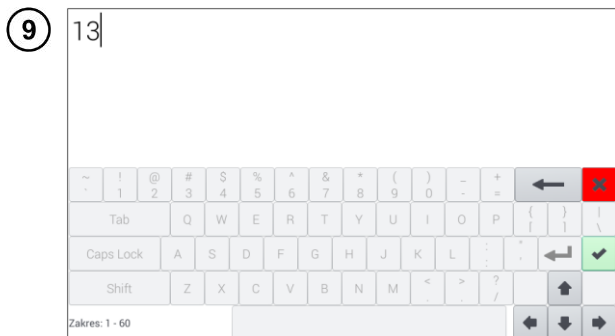 9
13
~ ! @ # $ % ^ & * ( ) _ +
` 1 2 3 4 5 6 7 8 9 0 - =
Tab Q W E R T Y U I O P { } |
[ ] \
Caps Lock A S D F G H J K L :
;
Shift Z X C V B N M < > ?
, . /
Zakres: 1 - 60